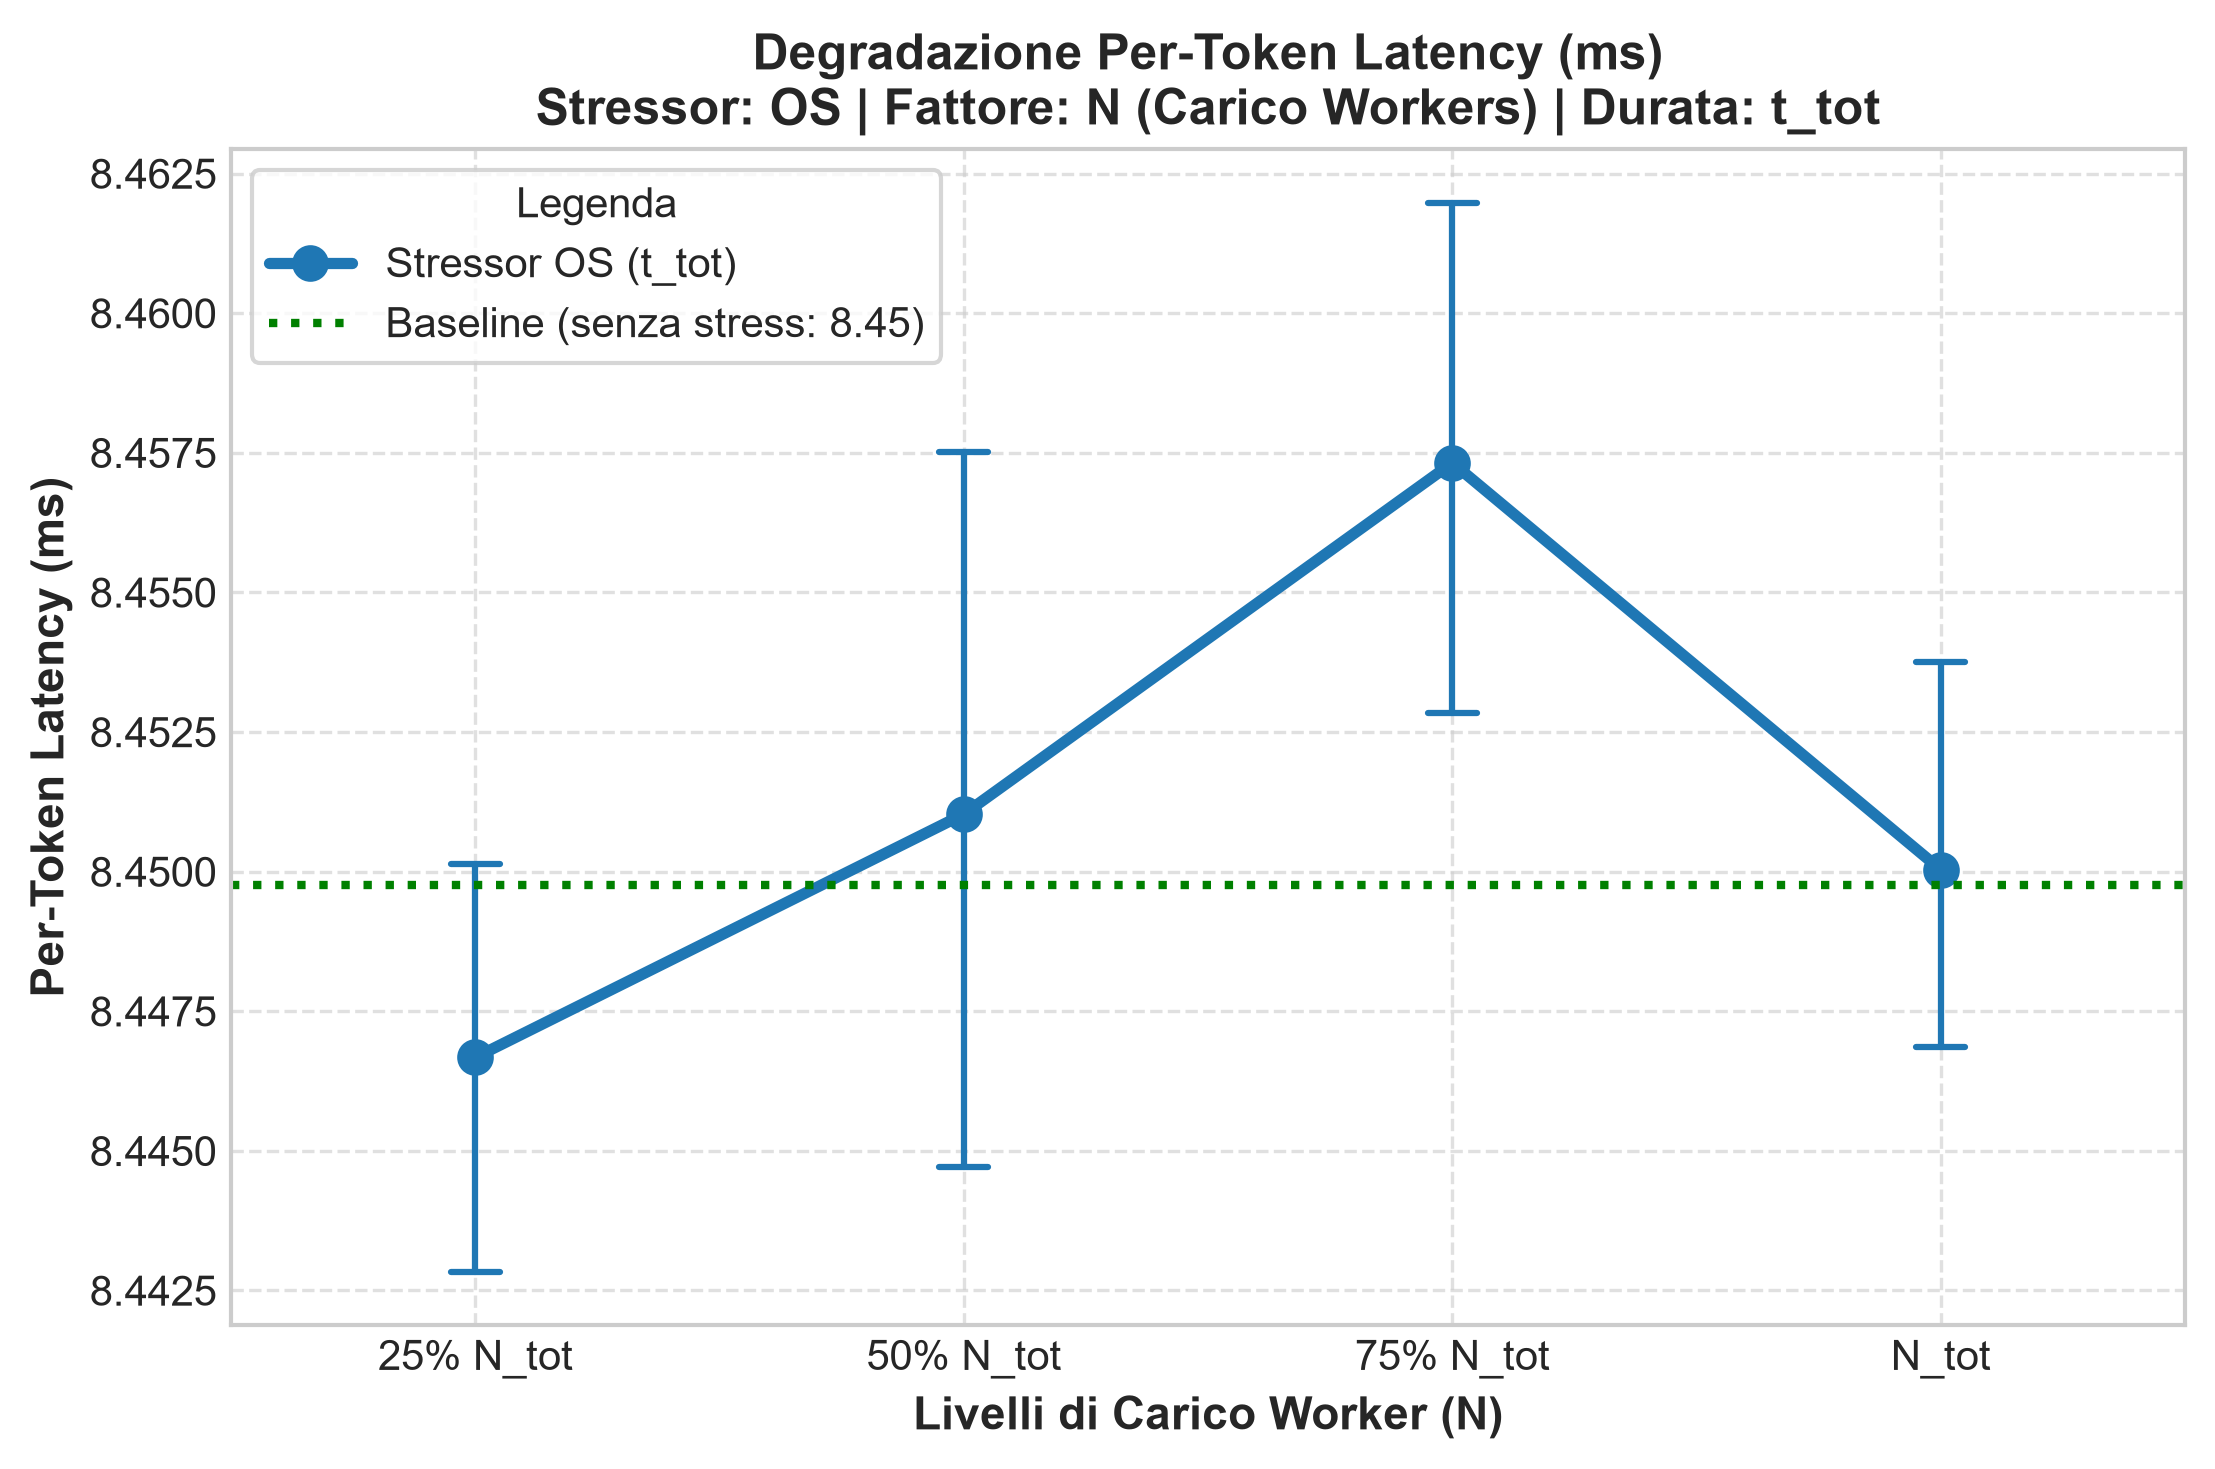 Degradazione Per-Token Latency (ms)
Stressor: OS | Fattore: N (Carico Workers) | Durata: t_tot
Legenda
Stressor OS (t_tot)
Baseline (senza stress: 8.45)
Per-Token Latency (ms)
8.4625
8.4600
8.4575
8.4550
8.4525
8.4500
8.4475
8.4450
8.4425
25% N_tot
50% N_tot
75% N_tot
N_tot
Livelli di Carico Worker (N)